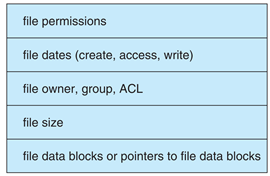 file permissions
file dates (create, access, write)
file owner, group, ACL
file size
file data blocks or pointers to file data blocks